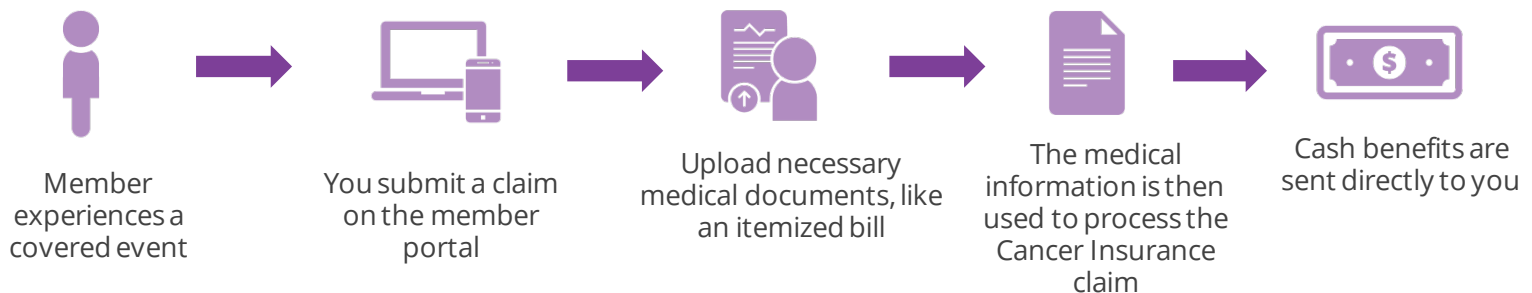 Member
experiences a
covered event
You submit a claim
on the member
portal
Upload necessary
medical documents, like
an itemized bill
The medical
information is then
used to process the
Cancer Insurance
claim
$
Cash benefits are
sent directly to you